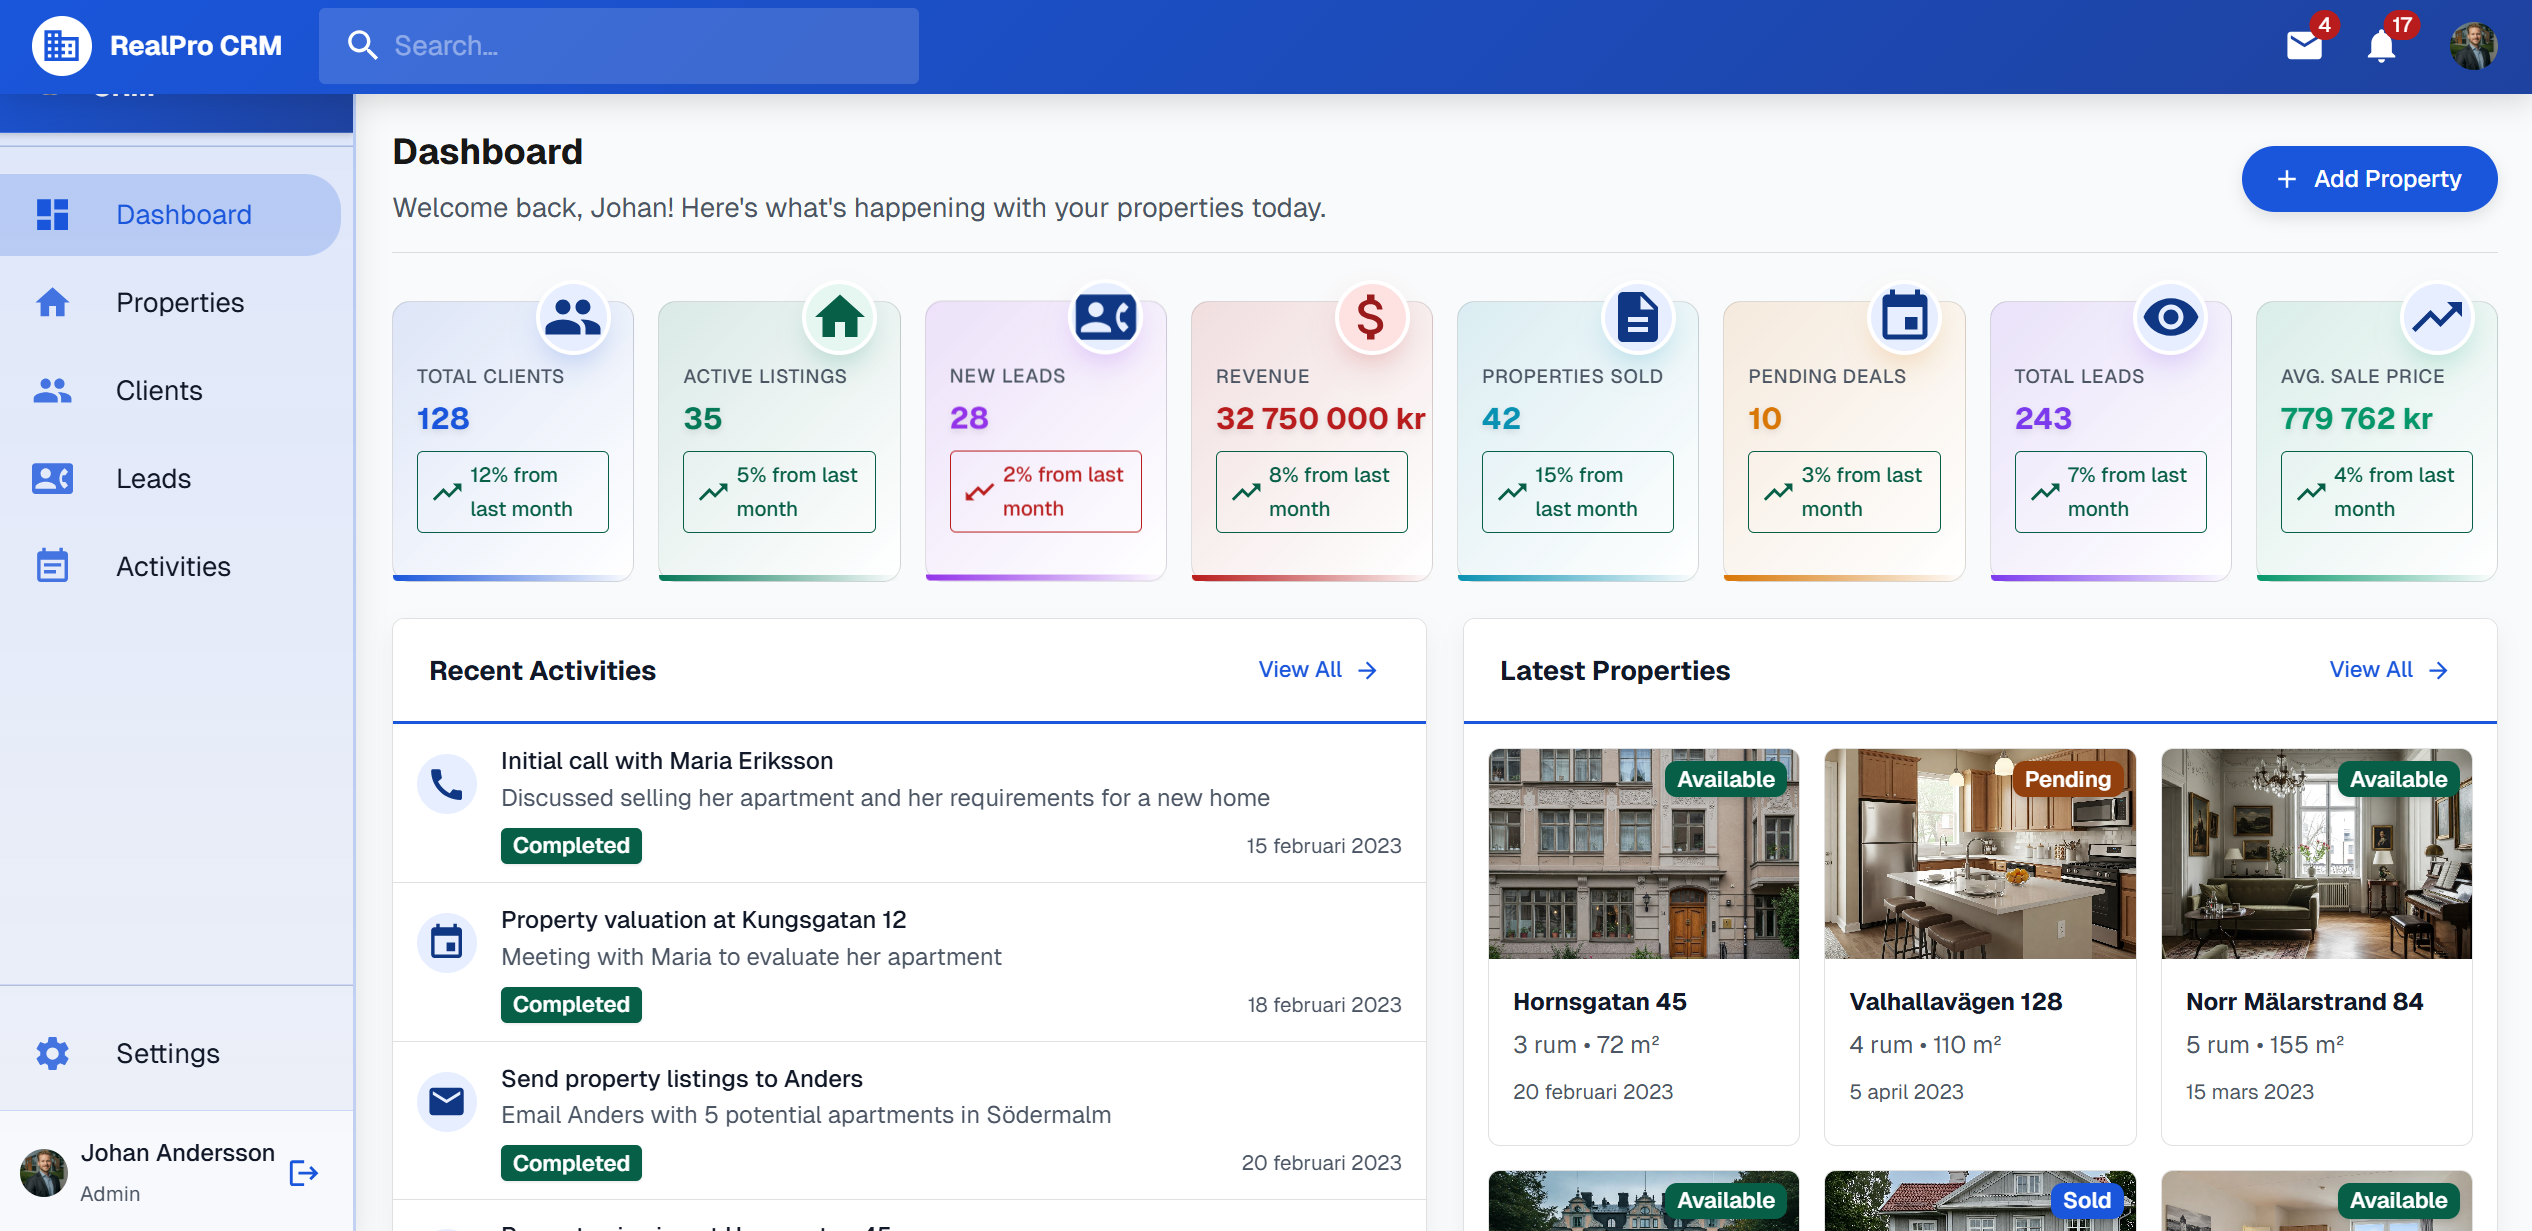 RealPro CRM
Search...
4
17
Dashboard
Properties
Clients
Leads
Activities
Settings
Johan Andersson
Admin
Dashboard
Welcome back, Johan! Here's what's happening with your properties today.
Add Property
TOTAL CLIENTS
128
12% from
last month
ACTIVE LISTINGS
35
5% from last
month
NEW LEADS
28
2% from last
month
REVENUE
32 750 000 kr
8% from last
month
PROPERTIES SOLD
42
15% from
last month
PENDING DEALS
10
3% from last
month
TOTAL LEADS
243
7% from last
month
AVG. SALE PRICE
779 762 kr
4% from last
month
Recent Activities
View All
Initial call with Maria Eriksson
Discussed selling her apartment and her requirements for a new home
Completed
15 februari 2023
Property valuation at Kungsgatan 12
Meeting with Maria to evaluate her apartment
Completed
18 februari 2023
Send property listings to Anders
Email Anders with 5 potential apartments in Södermalm
Completed
20 februari 2023
Latest Properties
View All
Available
Hornsgatan 45
3 rum • 72 m²
20 februari 2023
Pending
Valhallavägen 128
4 rum • 110 m²
5 april 2023
Available
Norr Mälarstrand 84
5 rum • 155 m²
15 mars 2023
Available
Sold
Available